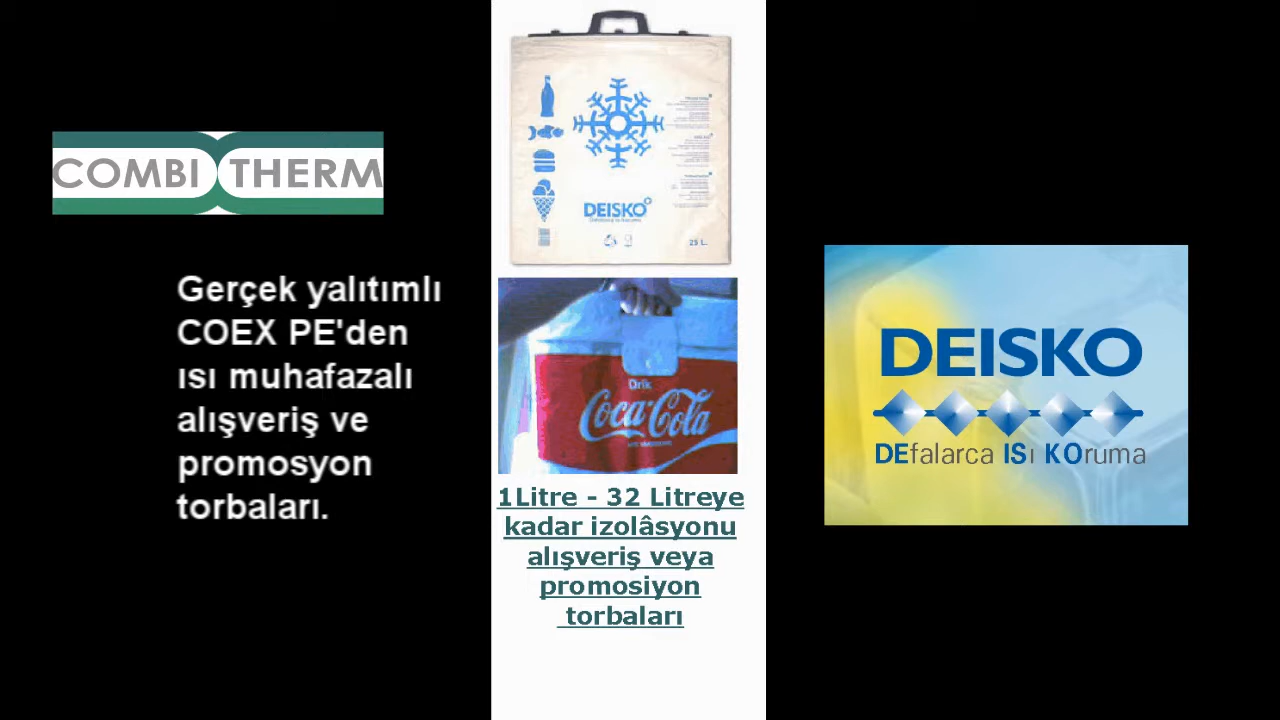 COMBI THERM
Gerçek yalıtımlı
COEX PE'den
ısı muhafazalı
alışveriş ve
promosyon
torbaları.
DEISKO
25 L.
Drik
Coca-Cola
1Litre - 32 Litreye
kadar izolâsyonu
alışveriş veya
promosiyon
torbaları
DEISKO
DEfalarca ISı KOruma